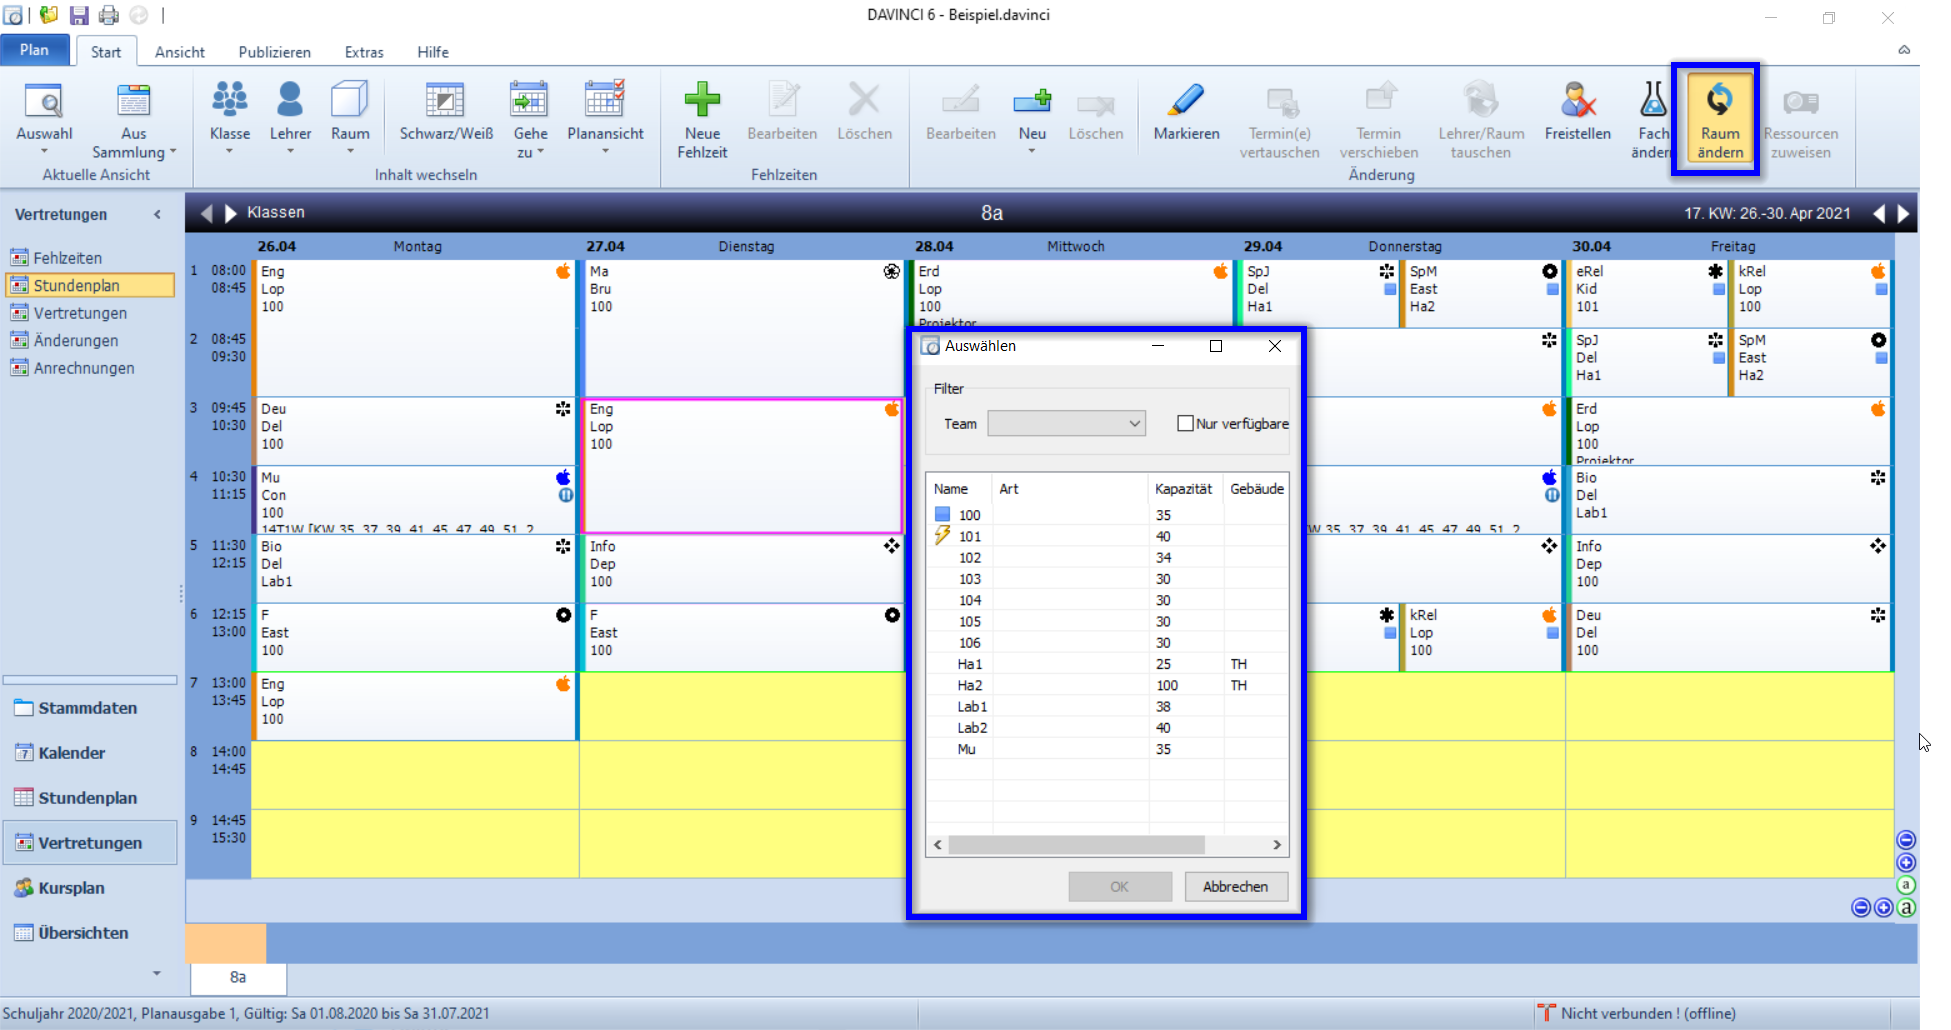 DAVINCI 6 - Beispiel.davinci
Plan
Start
Ansicht
Publizieren
Extras
Hilfe
Auswahl
Aus
Sammlung
Klasse
Lehrer
Raum
Schwarz/Weiß
Gehe
zu
Planansicht
Neue
Fehlzeit
Bearbeiten
Löschen
Bearbeiten
Neu
Löschen
Markieren
Termin(e)
vertauschen
Termin
verschieben
Lehrer/Raum
tauschen
Freistellen
Fach
änder
Raum
ändern
Ressourcen
zuweisen
Aktuelle Ansicht
Inhalt wechseln
Fehlzeiten
Änderung
Vertretungen
Fehlzeiten
Stundenplan
Vertretungen
Änderungen
Anrechnungen
Stammdaten
7
Kalender
Stundenplan
Vertretungen
Kursplan
Übersichten
Klassen
8a
17. KW: 26.-30. Apr 2021
26.04 Montag
27.04 Dienstag
28.04 Mittwoch
29.04 Donnerstag
30.04 Freitag
1 08:00
08:45
Eng
Lop
100
Ma
Bru
100
Erd
Lop
100
Projektor
SpJ
Del
Ha1
SpM
East
Ha2
eRel
Kid
101
kRel
Lop
100
2 08:45
09:30
SpJ
Del
Ha1
SpM
East
Ha2
3 09:45
10:30
Deu
Del
100
Eng
Lop
100
Erd
Lop
100
Projektor
4 10:30
11:15
Mu
Con
100
14T1W [KW 35, 37, 39, 41, 45, 47, 49, 51, 2
W 35, 37, 39, 41, 45, 47, 49, 51, 2
Bio
Del
Lab1
5 11:30
12:15
Bio
Del
Lab1
Info
Dep
100
Info
Dep
100
6 12:15
13:00
F
East
100
F
East
100
kRel
Lop
100
Deu
Del
100
7 13:00
13:45
Eng
Lop
100
8 14:00
14:45
9 14:45
15:30
Auswählen
Filter
Team
Nur verfügbare
Name Art Kapazität Gebäude
100 35
101 40
102 34
103 30
104 30
105 30
106 30
Ha1 25 TH
Ha2 100 TH
Lab1 38
Lab2 40
Mu 35
OK
Abbrechen
a
a
8a
Schuljahr 2020/2021, Planausgabe 1, Gültig: Sa 01.08.2020 bis Sa 31.07.2021
Nicht verbunden ! (offline)